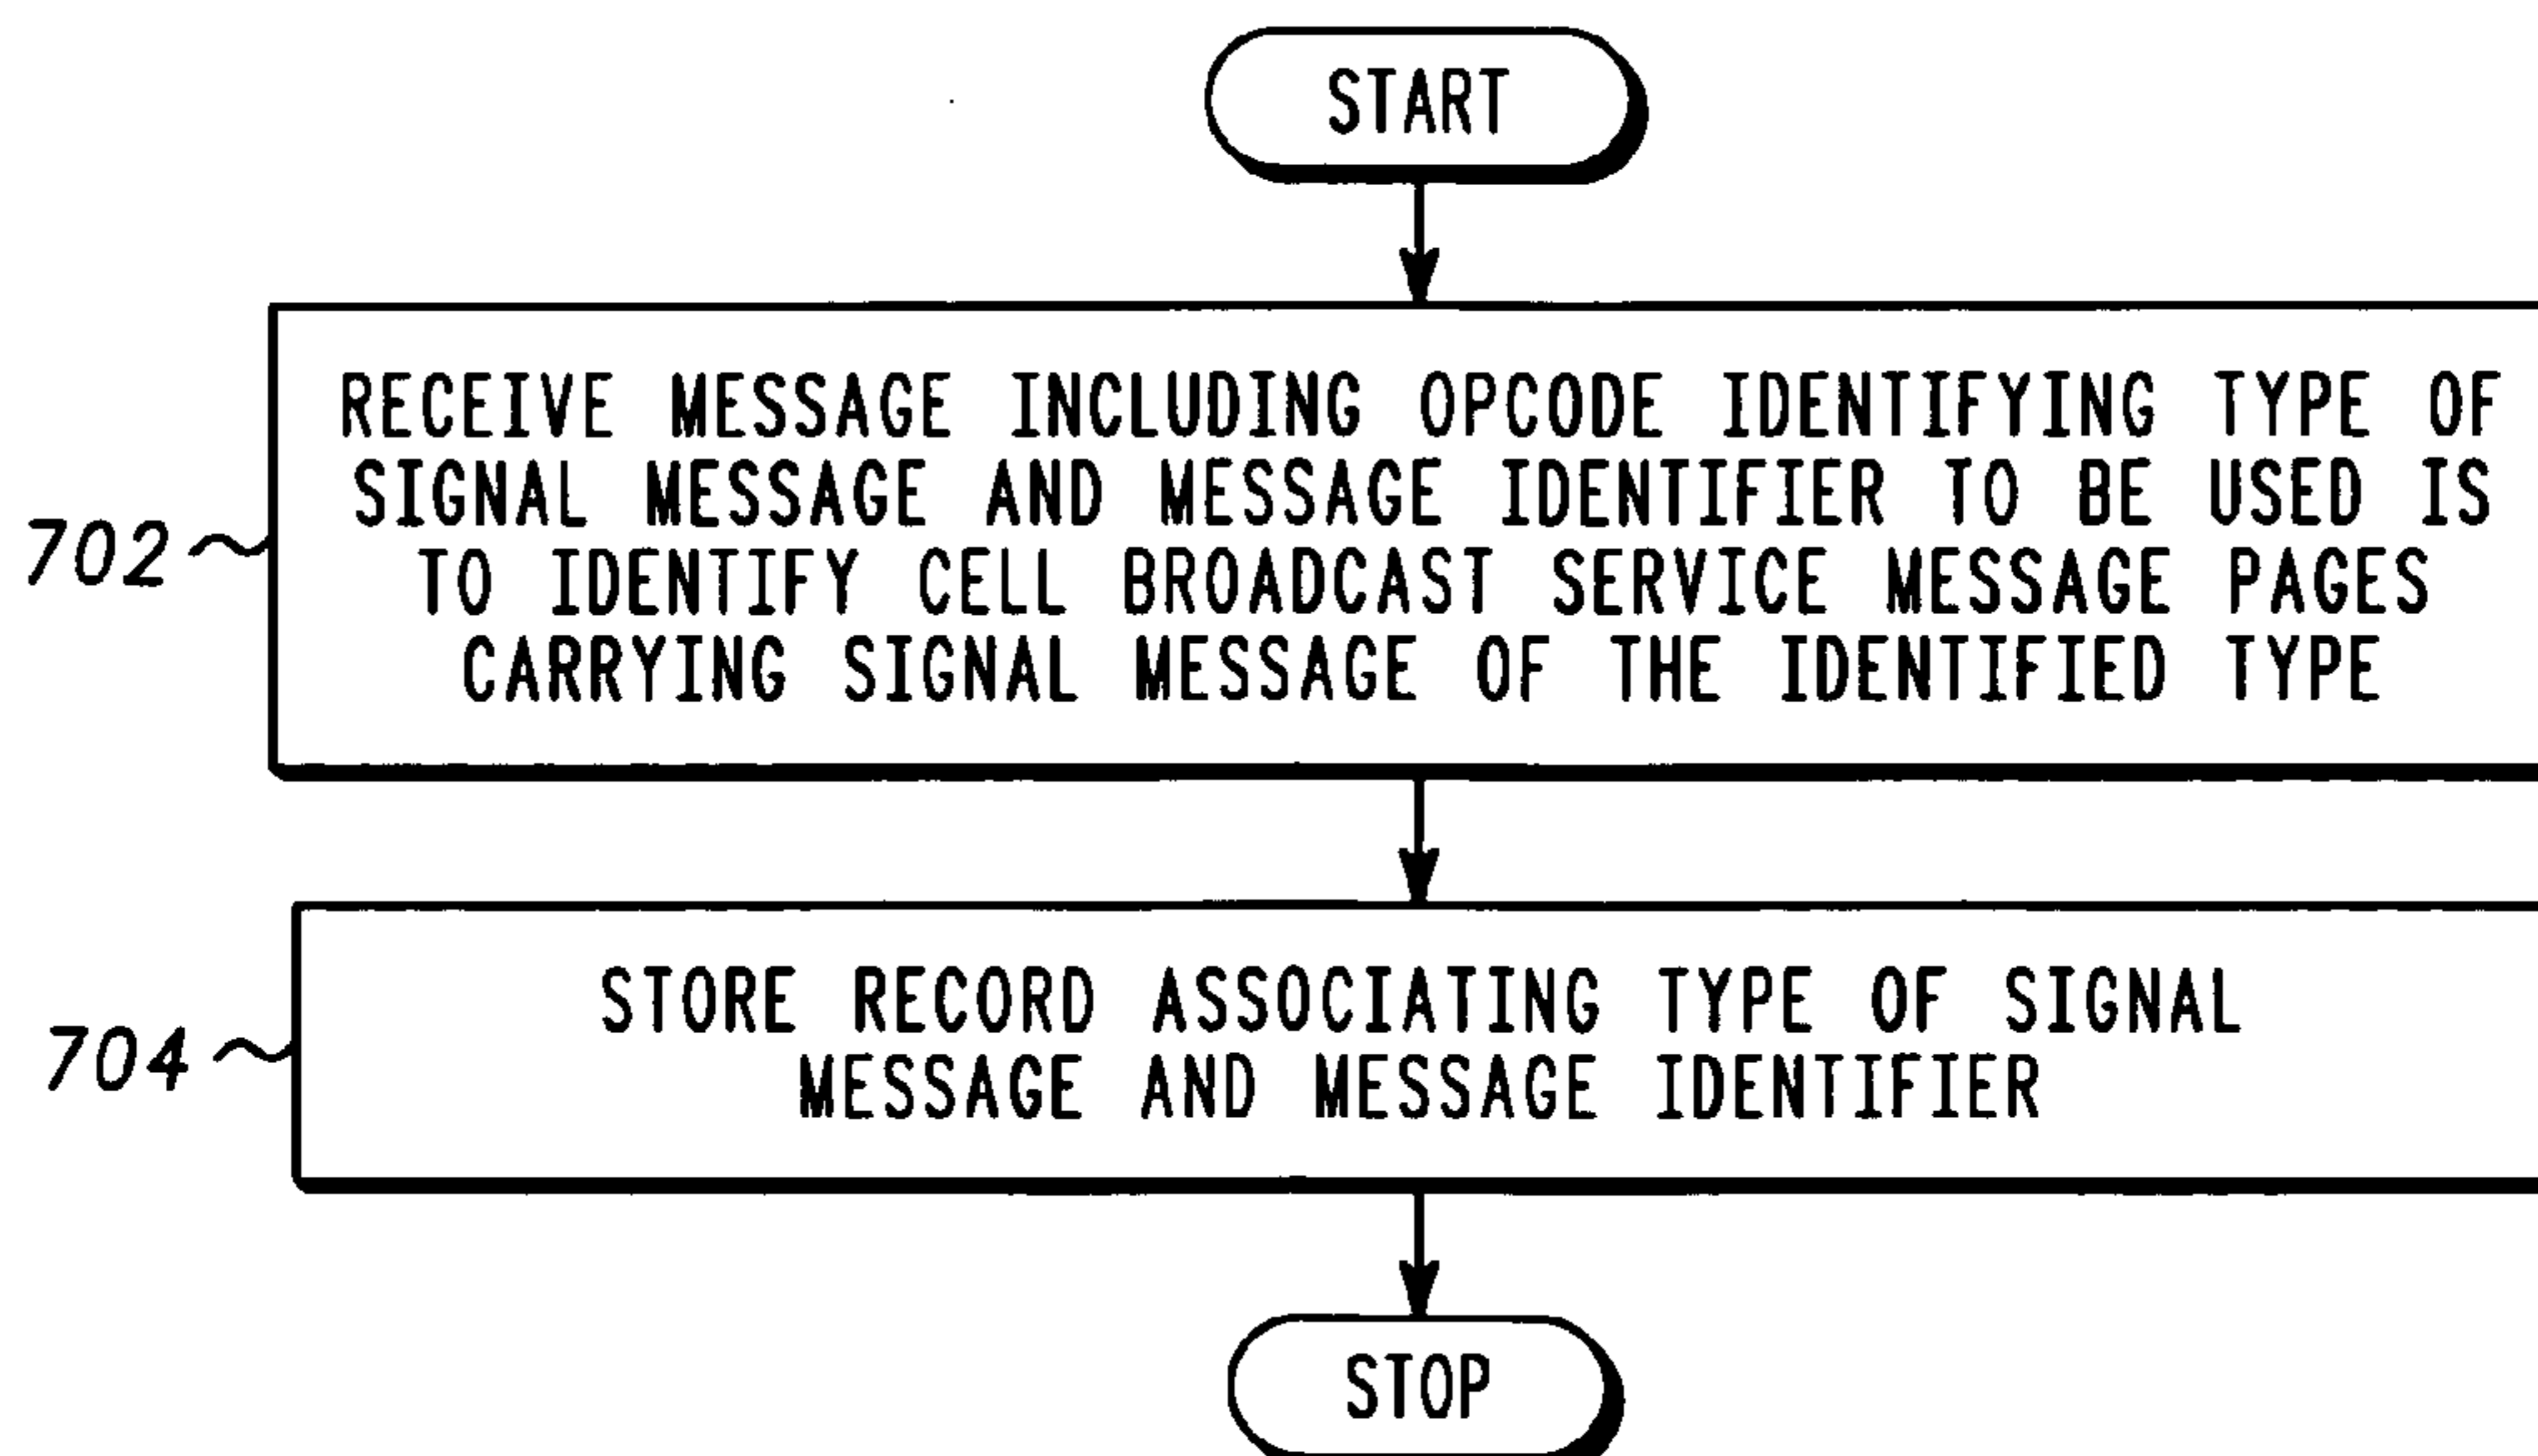 START
RECEIVE MESSAGE INCLUDING OPCODE IDENTIFYING TYPE OF
SIGNAL MESSAGE AND MESSAGE IDENTIFIER TO BE USED IS
TO IDENTIFY CELL BROADCAST SERVICE MESSAGE PAGES
CARRYING SIGNAL MESSAGE OF THE IDENTIFIED TYPE
702
STORE RECORD ASSOCIATING TYPE OF SIGNAL
MESSAGE AND MESSAGE IDENTIFIER
704
STOP